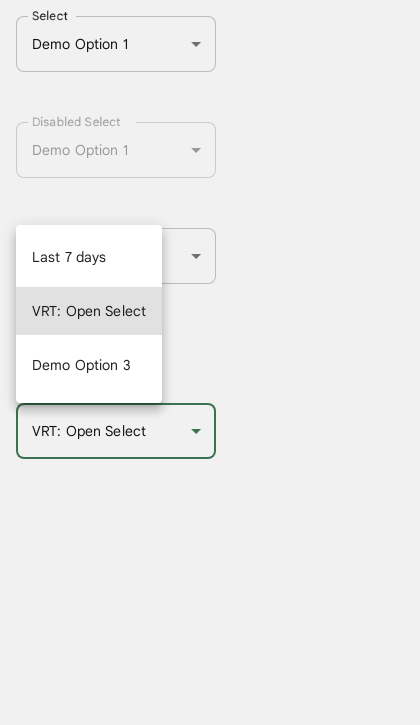 Select
Demo Option 1
Disabled Select
Demo Option 1
Last 7 days
VRT: Open Select
Demo Option 3
VRT: Open Select